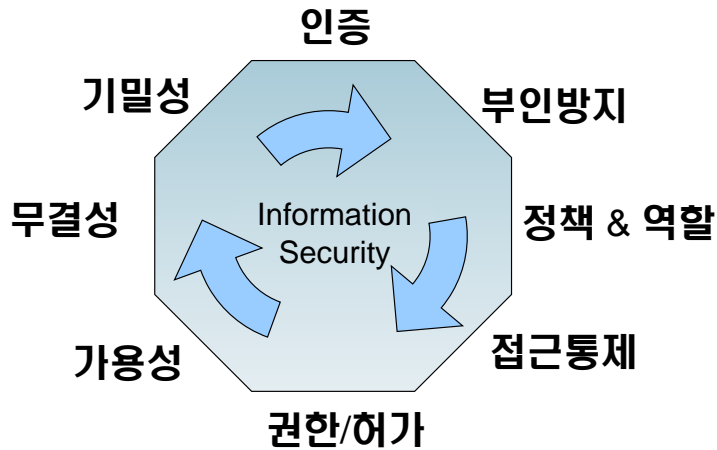 인증
기밀성
부인방지
무결성
Information
Security
정책 & 역할
가용성
접근통제
권한/허가